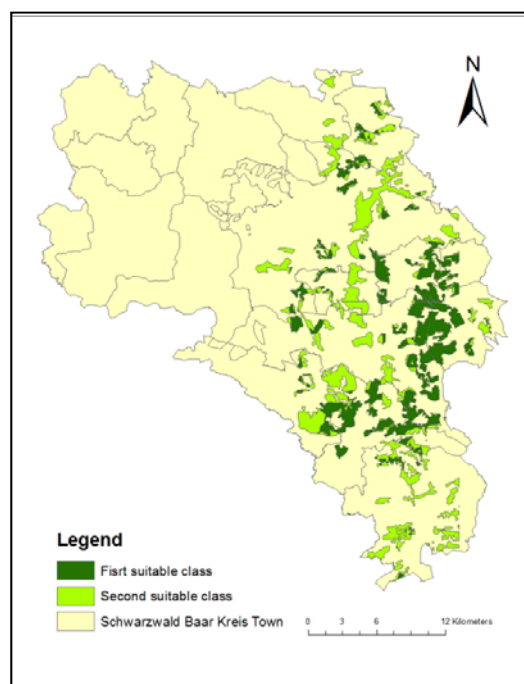 N
Legend
Fisrt suitable class
Second suitable class
Schwarzwald Baar Kreis Town
0 3 6 12 Kilometers